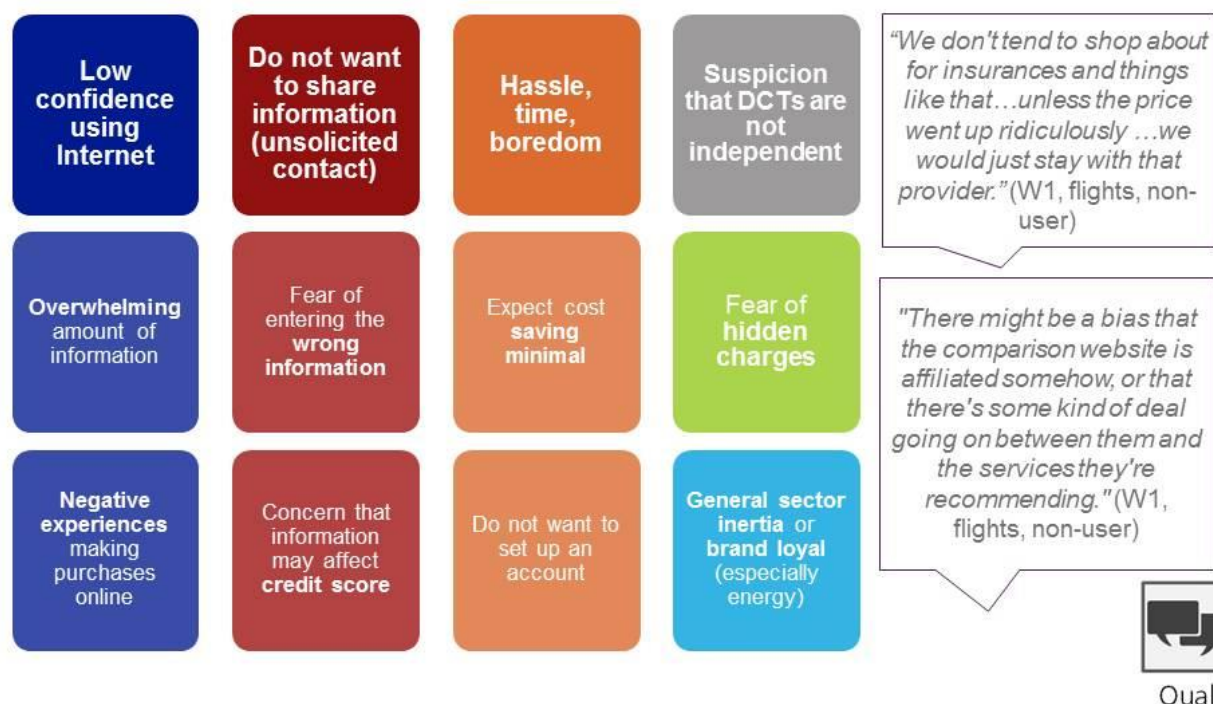 Low
confidence
using
Internet
Do not want
to share
information
(unsolicited
contact)
Hassle,
time,
boredom
Suspicion
that DCTs are
not
independent
Overwhelming
amount of
information
Fear of
entering the
wrong
information
Expect cost
saving
minimal
Fear of
hidden
charges
Negative
experiences
making
purchases
online
Concern that
information
may affect
credit score
Do not want to
set up an
account
General sector
inertia or
brand loyal
(especially
energy)
“We don't tend to shop about
for insurances and things
like that…unless the price
went up ridiculously …we
would just stay with that
provider.”(W1, flights, non-
user)
"There might be a bias that
the comparison website is
affiliated somehow, or that
there's some kind of deal
going on between them and
the services they're
recommending." (W1,
flights, non-user)
Qual